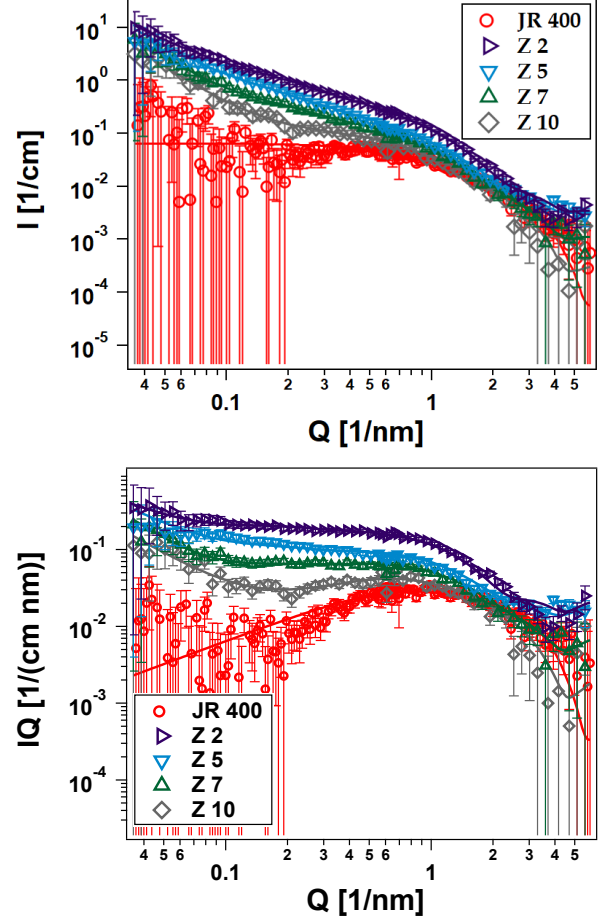 10¹
10⁰
10⁻¹
10⁻²
10⁻³
10⁻⁴
10⁻⁵
I [1/cm]
JR 400
Z 2
Z 5
Z 7
Z 10
4 5 6 2 3 4 5 6 2 3 4 5
0.1 1
Q [1/nm]
10⁻¹
10⁻²
10⁻³
10⁻⁴
IQ [1/(cm nm)]
JR 400
Z 2
Z 5
Z 7
Z 10
4 5 6 2 3 4 5 6 2 3 4 5
0.1 1
Q [1/nm]